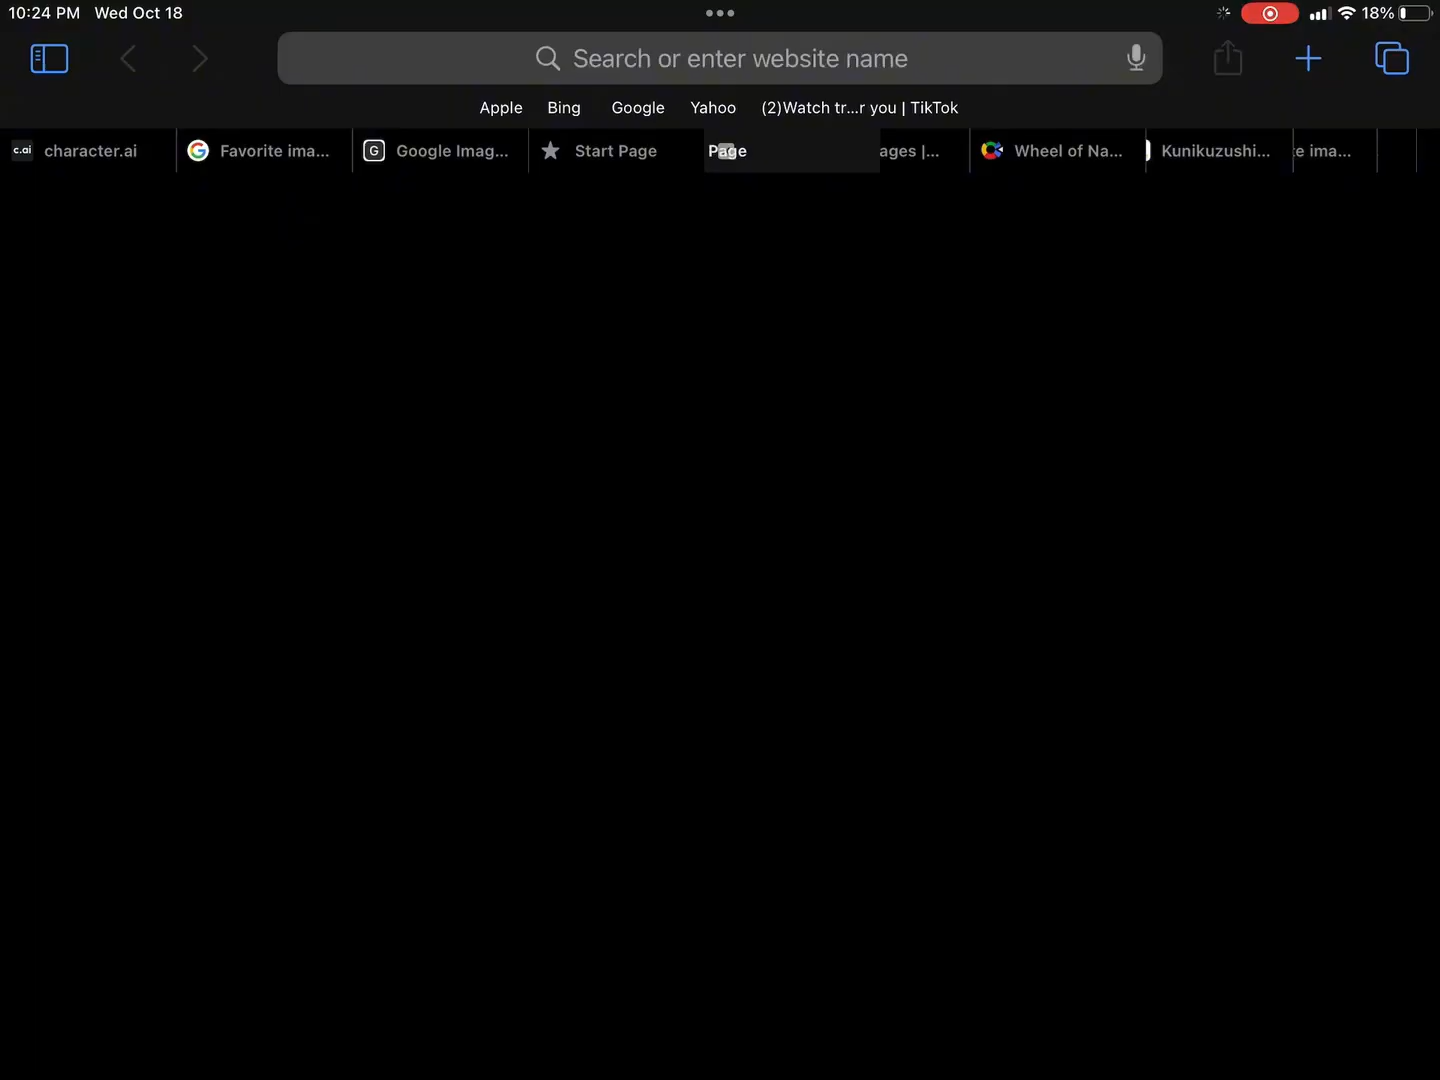 10:24 PM Wed Oct 18 18%
Search or enter website name
Apple Bing Google Yahoo (2)Watch tr...r you | TikTok
c.ai character.ai G Favorite ima... G Google Imag... Start Page Page ages |... Wheel of Na... Kunikuzushi... e ima...